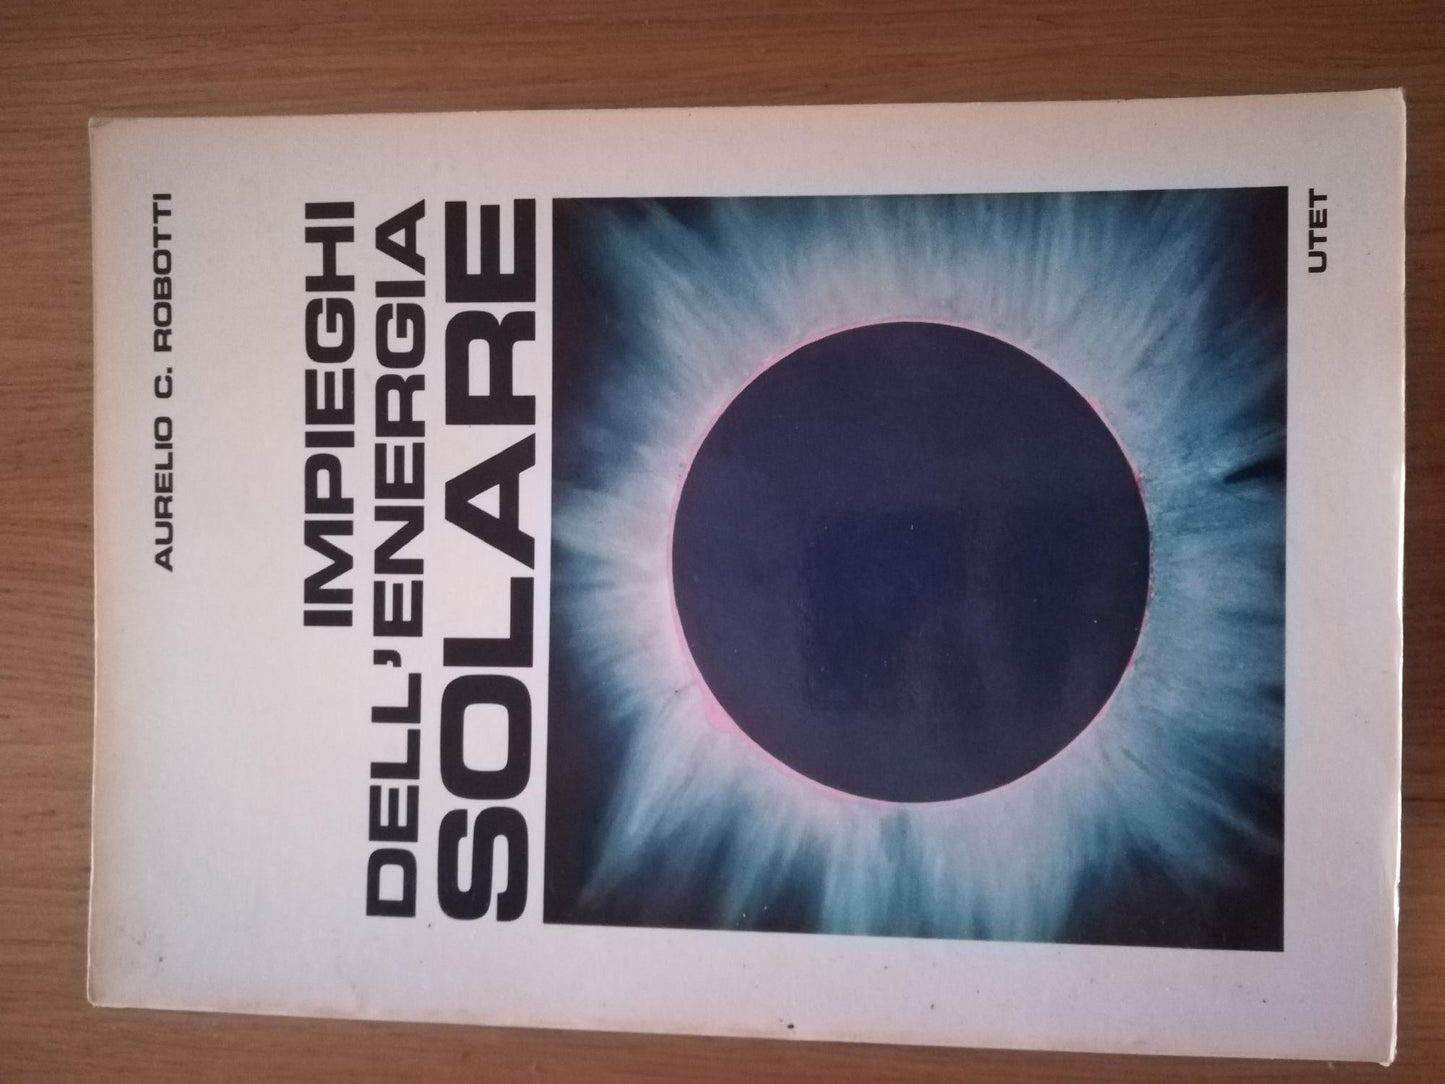 AURELIO C. ROBOTTI
IMPIEGHI
DELL'ENERGIA
SOLARE
UTET